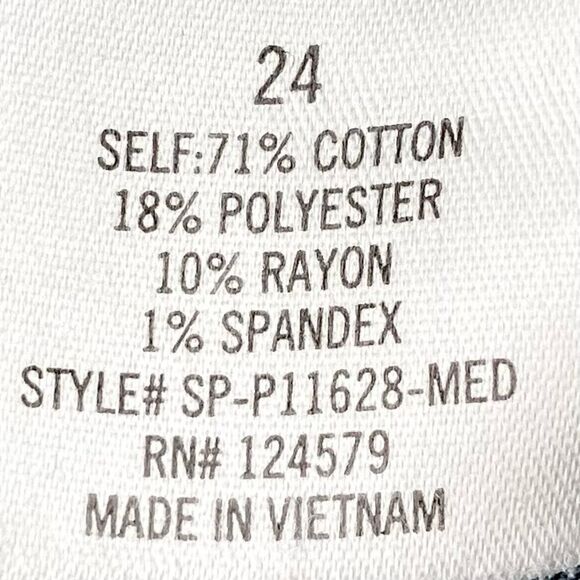 24
SELF:71% COTTON
18% POLYESTER
10% RAYON
1% SPANDEX
STYLE# SP-P11628-MED
RN# 124579
MADE IN VIETNAM